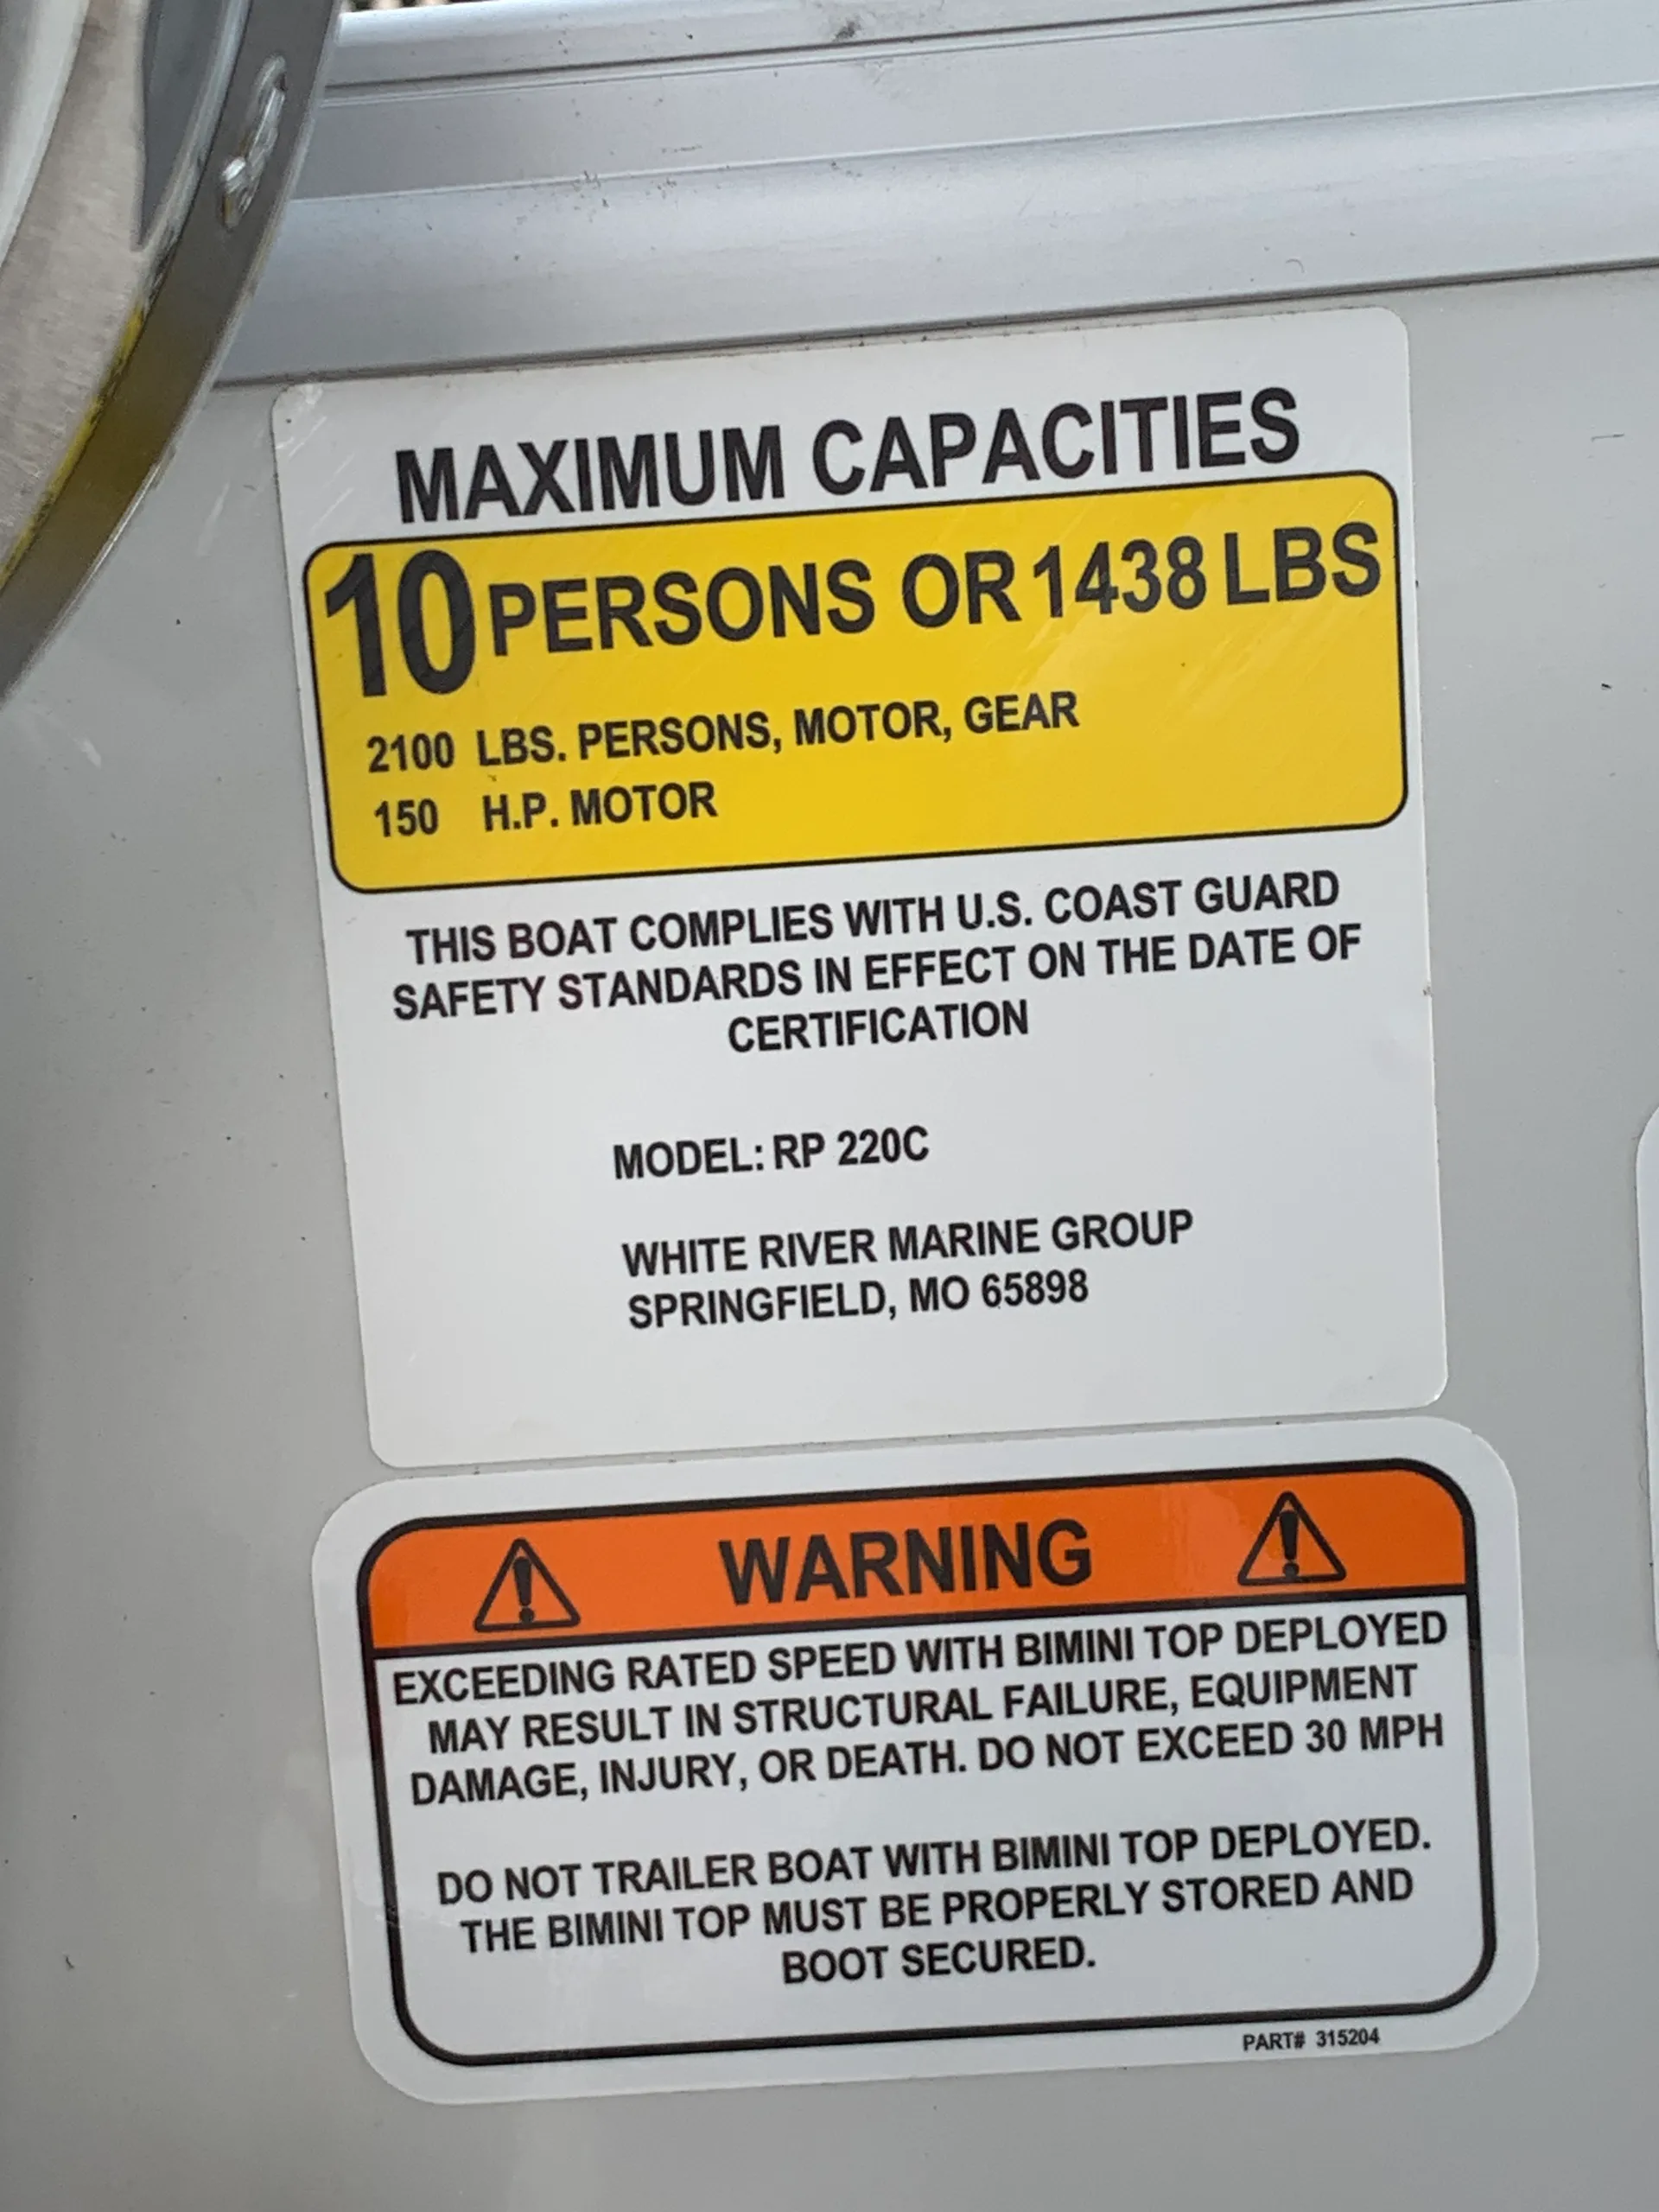 MAXIMUM CAPACITIES
10 PERSONS OR 1438 LBS
2100 LBS. PERSONS, MOTOR, GEAR
150 H.P. MOTOR
THIS BOAT COMPLIES WITH U.S. COAST GUARD
SAFETY STANDARDS IN EFFECT ON THE DATE OF
CERTIFICATION
MODEL: RP 220C
WHITE RIVER MARINE GROUP
SPRINGFIELD, MO 65898
WARNING
EXCEEDING RATED SPEED WITH BIMINI TOP DEPLOYED
MAY RESULT IN STRUCTURAL FAILURE, EQUIPMENT
DAMAGE, INJURY, OR DEATH. DO NOT EXCEED 30 MPH
DO NOT TRAILER BOAT WITH BIMINI TOP DEPLOYED.
THE BIMINI TOP MUST BE PROPERLY STORED AND
BOOT SECURED.
PART# 315204